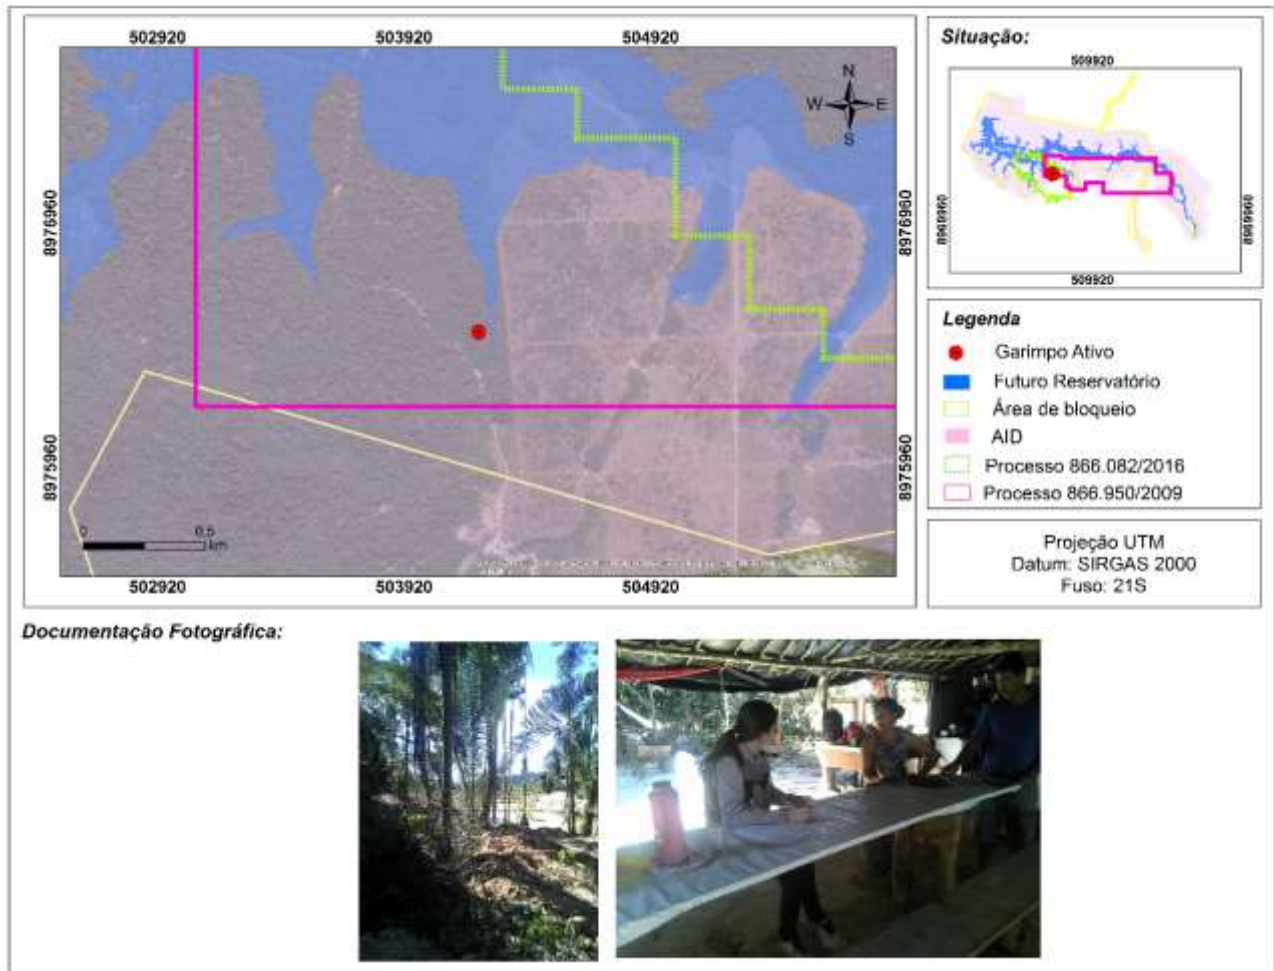 502920
503920
504920
N
W
E
S
8976960
8976960
8975960
8975960
0
0,5
km
502920
503920
504920
Situação:
509920
8969960
8969960
509920
Legenda
Garimpo Ativo
Futuro Reservatório
Área de bloqueio
AID
Processo 866.082/2016
Processo 866.950/2009
Projeção UTM
Datum: SIRGAS 2000
Fuso: 21S
Documentação Fotográfica: